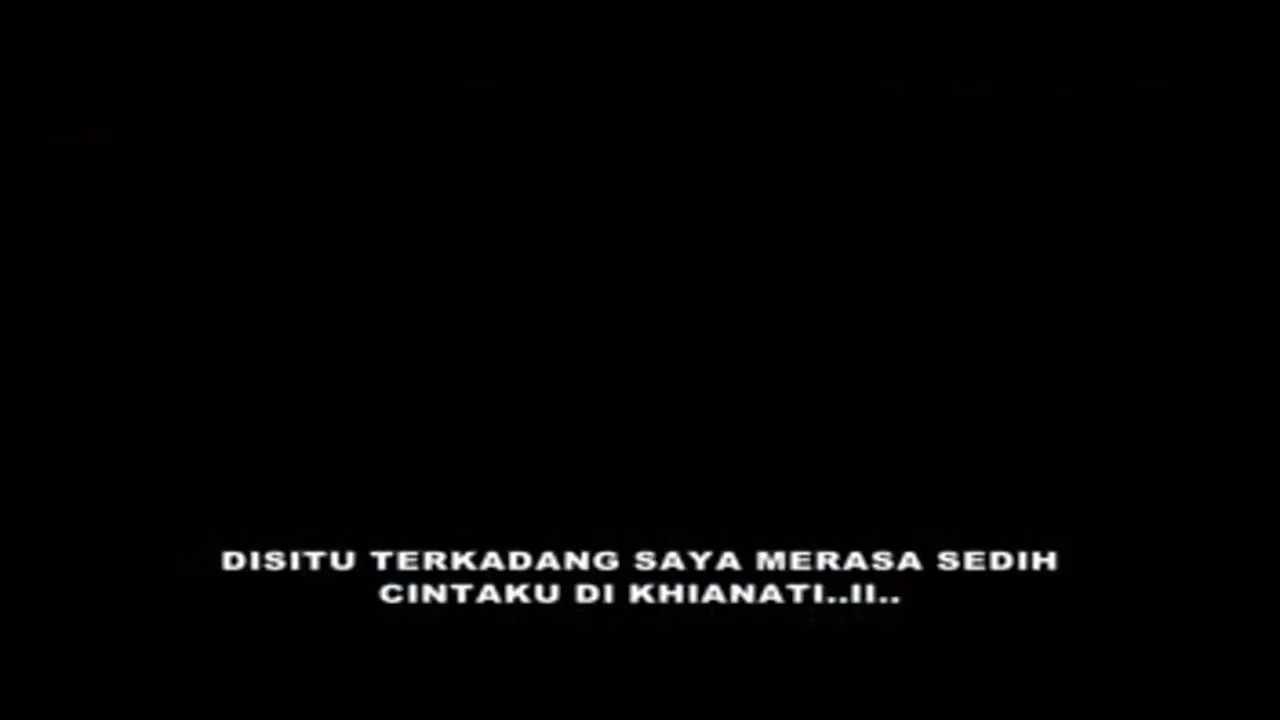 DISITU TERKADANG SAYA MERASA SEDIH
CINTAKU DI KHIANATI..II..